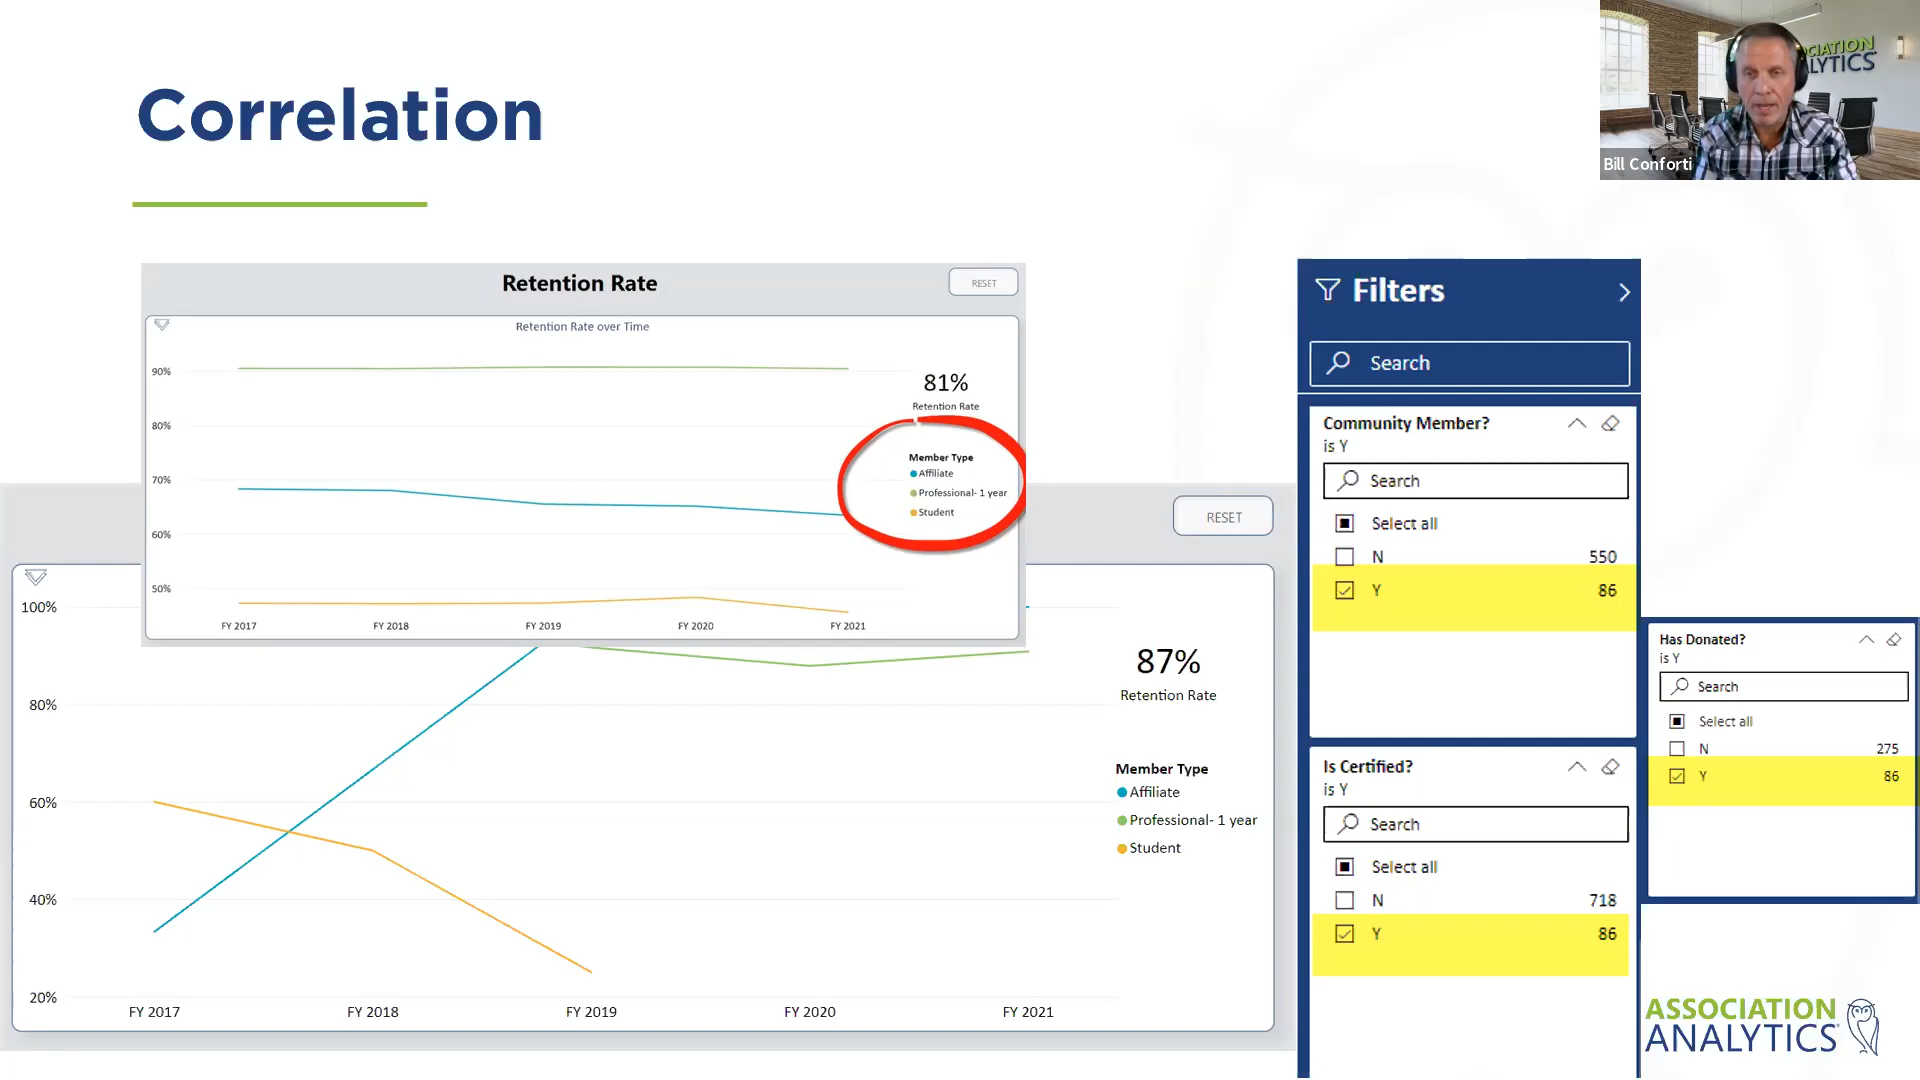 Correlation
CIATION
ALYTICS
Bill Conforti
Retention Rate
RESET
Retention Rate over Time
90%
80%
70%
60%
50%
81%
Retention Rate
Member Type
Affiliate
Professional- 1 year
Student
FY 2017
FY 2018
FY 2019
FY 2020
FY 2021
RESET
100%
80%
60%
40%
20%
87%
Retention Rate
Member Type
Affiliate
Professional- 1 year
Student
FY 2017
FY 2018
FY 2019
FY 2020
FY 2021
Filters
Search
Community Member?
is Y
Search
Select all
N 550
Y 86
Is Certified?
is Y
Search
Select all
N 718
Y 86
Has Donated?
is Y
Search
Select all
N 275
Y 86
ASSOCIATION
ANALYTICS